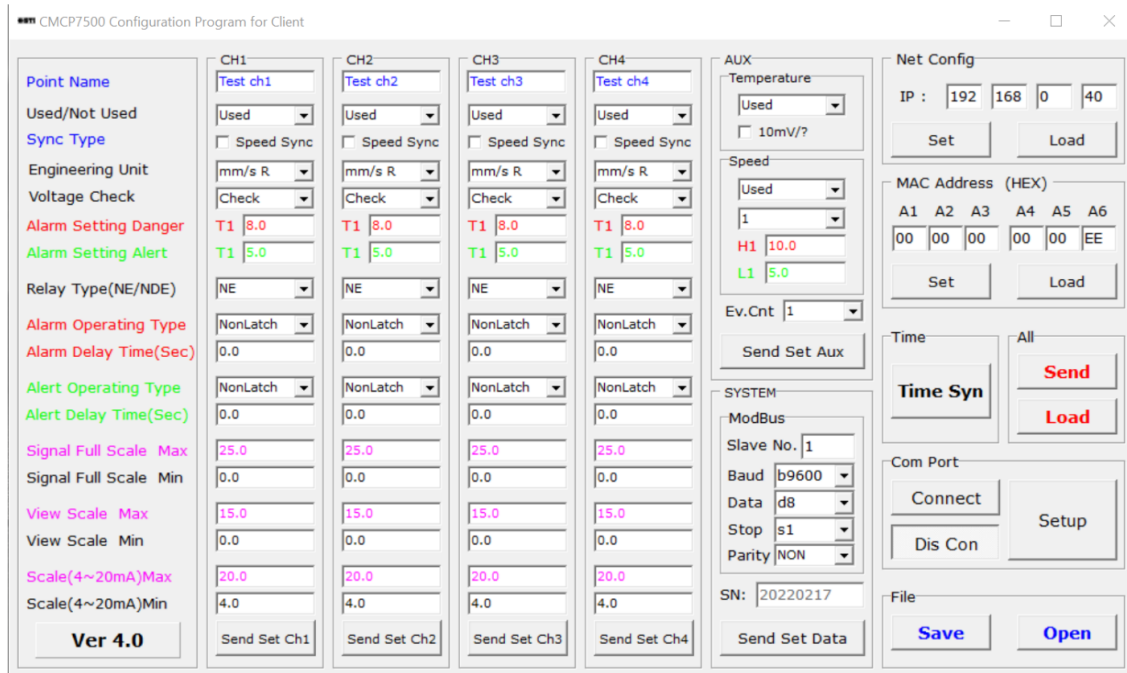 CMCP7500 Configuration Program for Client
CH1 CH2 CH3 CH4 AUX Net Config
Point Name Test ch1 Test ch2 Test ch3 Test ch4 Temperature
Used IP : 192 168 0 40
Used/Not Used Used Used Used Used
10mV/?
Sync Type Speed Sync Speed Sync Speed Sync Speed Sync Set Load
Speed
Engineering Unit mm/s R mm/s R mm/s R mm/s R
Used MAC Address (HEX)
Voltage Check Check Check Check Check
A1 A2 A3 A4 A5 A6
1
Alarm Setting Danger T1 8.0 T1 8.0 T1 8.0 T1 8.0
00 00 00 00 00 EE
H1 10.0
Alarm Setting Alert T1 5.0 T1 5.0 T1 5.0 T1 5.0
L1 5.0
Set Load
Relay Type(NE/NDE) NE NE NE NE
Ev.Cnt 1
Alarm Operating Type NonLatch NonLatch NonLatch NonLatch
Time All
Alarm Delay Time(Sec) 0.0 0.0 0.0 0.0 Send Set Aux
Send
Alert Operating Type NonLatch NonLatch NonLatch NonLatch
SYSTEM Time Syn
Alert Delay Time(Sec) 0.0 0.0 0.0 0.0 ModBus Load
Slave No. 1
Signal Full Scale Max 25.0 25.0 25.0 25.0
Com Port
Signal Full Scale Min 0.0 0.0 0.0 0.0 Baud b9600
Connect
Data d8
View Scale Max 15.0 15.0 15.0 15.0
Setup
Stop s1
View Scale Min 0.0 0.0 0.0 0.0
Dis Con
Parity NON
Scale(4~20mA)Max 20.0 20.0 20.0 20.0
SN: 20220217
Scale(4~20mA)Min 4.0 4.0 4.0 4.0 File
Ver 4.0 Send Set Ch1 Send Set Ch2 Send Set Ch3 Send Set Ch4 Send Set Data Save Open